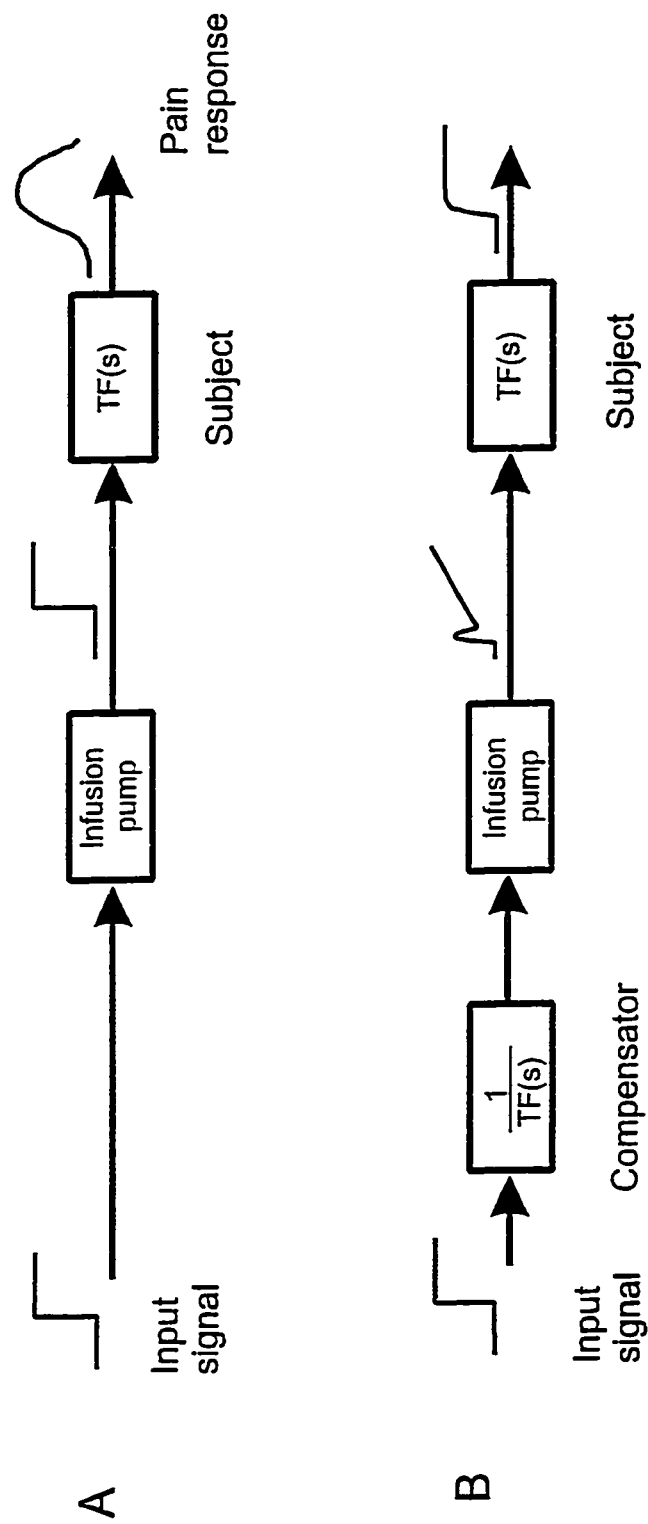 A
Input
signal
Infusion
pump
TF(s)
Subject
Pain
response
B
Input
signal
1
TF(s)
Compensator
Infusion
pump
TF(s)
Subject